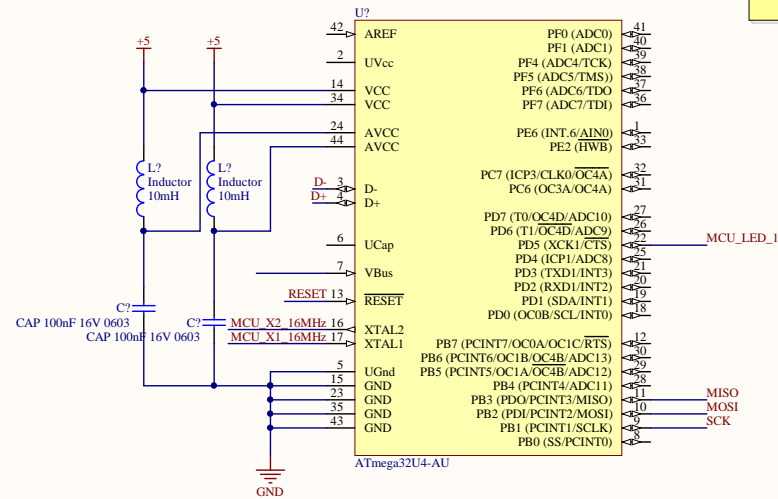 U?
42 AREF PF0 (ADC0) 41
PF1 (ADC1) 40
+5 +5 2 UVcc PF4 (ADC4/TCK) 39
PF5 (ADC5/TMS)) 38
14 VCC PF6 (ADC6/TDO 37
34 VCC PF7 (ADC7/TDI) 36
24 AVCC PE6 (INT.6/AIN0) 1
44 AVCC PE2 (HWB) 33
L? L? PC7 (ICP3/CLK0/OC4A) 32
Inductor Inductor D- 3 D- PC6 (OC3A/OC4A) 31
10mH 10mH D+ 4 D+
PD7 (T0/OC4D/ADC10) 27
PD6 (T1/OC4D/ADC9) 26
6 UCap PD5 (XCK1/CTS) 22 MCU_LED_1
PD4 (ICP1/ADC8) 25
7 VBus PD3 (TXD1/INT3) 21
PD2 (RXD1/INT2) 20
RESET 13 RESET PD1 (SDA/INT1) 19
C? PD0 (OC0B/SCL/INT0) 18
CAP 100nF 16V 0603 C? MCU_X2_16MHz 16 XTAL2
CAP 100nF 16V 0603 MCU_X1_16MHz 17 XTAL1 PB7 (PCINT7/OC0A/OC1C/RTS) 12
PB6 (PCINT6/OC1B/OC4B/ADC13) 30
5 UGnd PB5 (PCINT5/OC1A/OC4B/ADC12) 29
15 GND PB4 (PCINT4/ADC11) 28
23 GND PB3 (PDO/PCINT3/MISO) 11 MISO
35 GND PB2 (PDI/PCINT2/MOSI) 10 MOSI
43 GND PB1 (PCINT1/SCLK) 9 SCK
PB0 (SS/PCINT0) 8
ATmega32U4-AU
GND